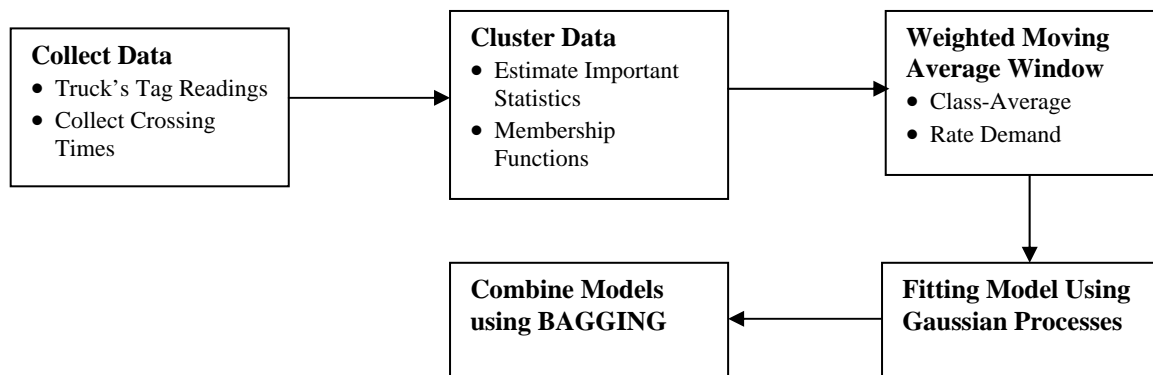 Collect Data
• Truck's Tag Readings
• Collect Crossing
Times
Cluster Data
• Estimate Important
Statistics
• Membership
Functions
Weighted Moving
Average Window
• Class-Average
• Rate Demand
Fitting Model Using
Gaussian Processes
Combine Models
using BAGGING